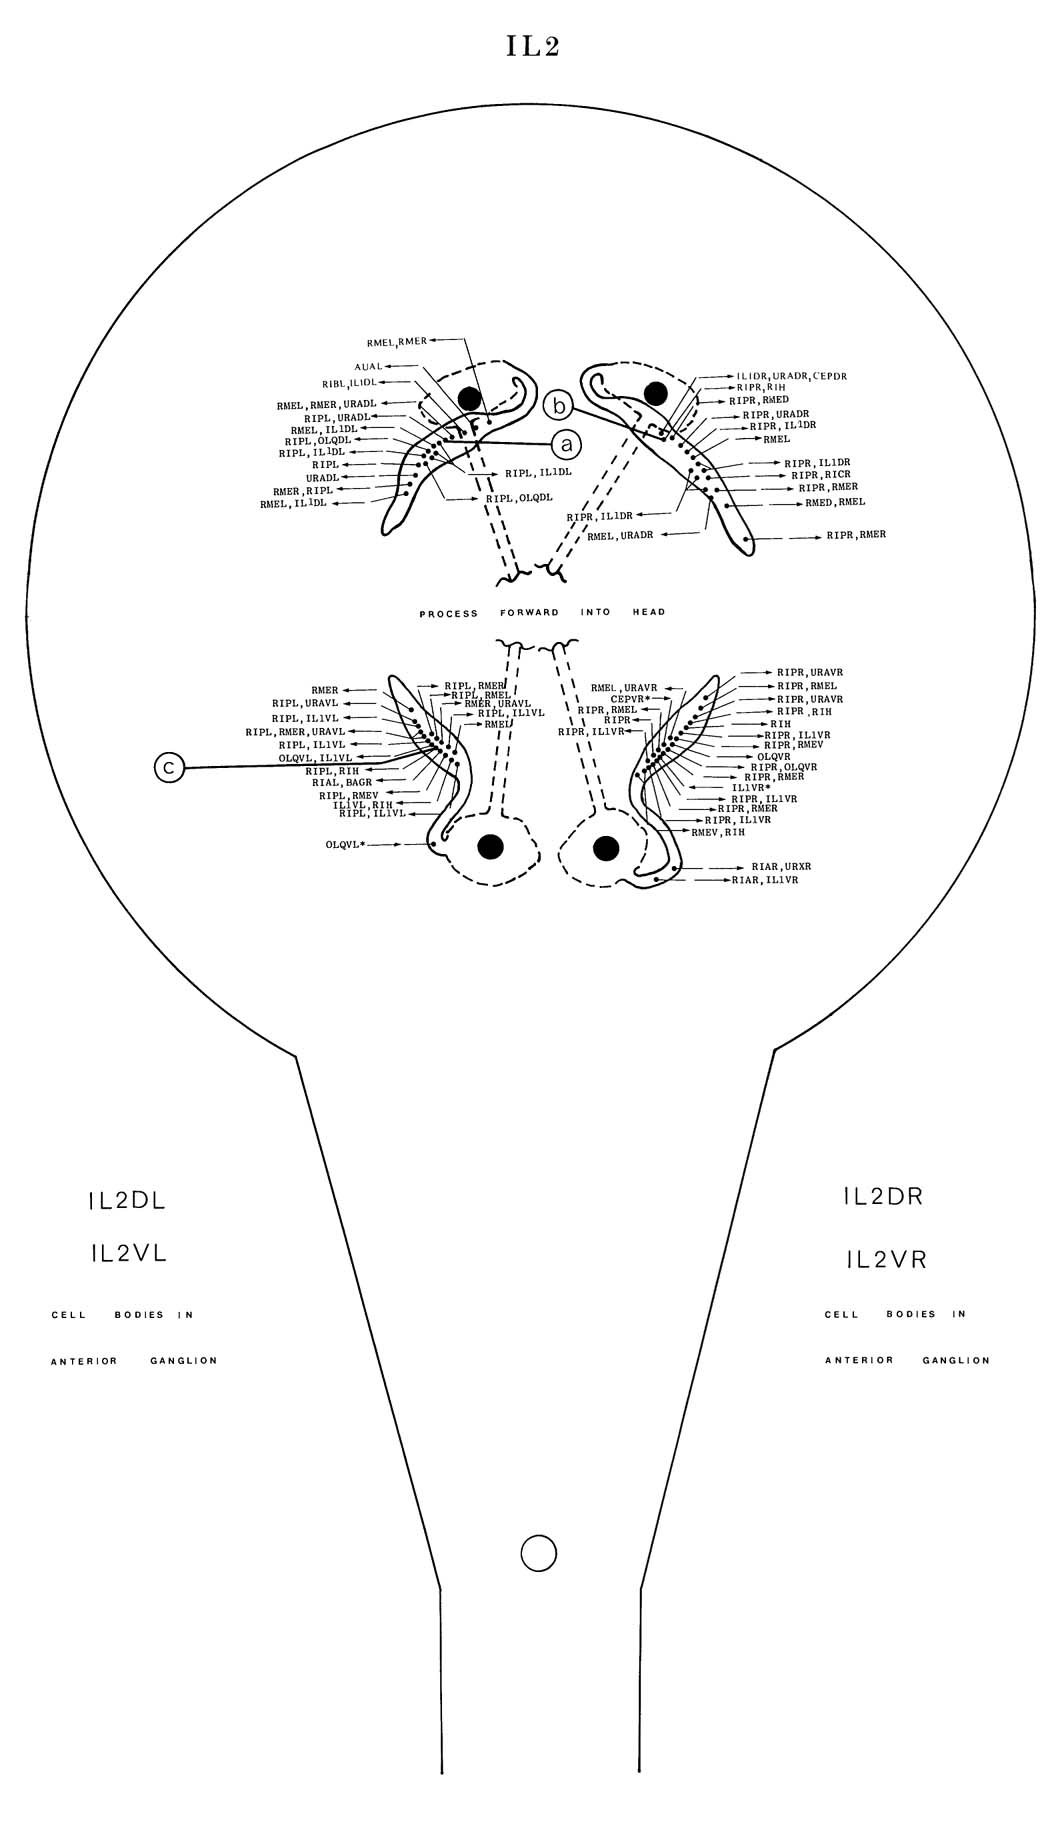 IL2
RMEL,RMER
AUAL
RIBL,IL1DL
RMEL,RMER,URADL
RIPL,URADL
RMEL,IL1DL
RIPL,OLQDL
RIPL,IL1DL
RIPL
URADL
RMER,RIPL
RMEL,IL1DL
a
RIPL,IL1DL
RIPL,OLQDL
b
IL1DR,URADR,CEPDR
RIPR,RIH
RIPR,RMED
RIPR,URADR
RIPR,IL1DR
RMEL
RIPR,IL1DR
RIPR,RICR
RIPR,RMER
RMED,RMEL
RIPR,RMER
RIPR,IL1DR
RMEL,URADR
PROCESS FORWARD INTO HEAD
RMER
RIPL,URAVL
RIPL,IL1VL
RIPL,RMER,URAVL
RIPL,IL1VL
OLQVL,IL1VL
RIPL,RIH
RIAL,BAGR
RIPL,RMEV
IL1VL,RIH
RIPL,IL1VL
OLQVL*
c
RIPL,RMER
RIPL,RMEL
RMER,URAVL
RIPL,IL1VL
RMEL
RMEL,URAVR
CEPVR*
RIPR,RMEL
RIPR
RIPR,IL1VR
RIPR,URAVR
RIPR,RMEL
RIPR,URAVR
RIPR,RIH
RIH
RIPR,IL1VR
RIPR,RMEV
OLQVR
RIPR,OLQVR
RIPR,RMER
IL1VR*
RIPR,IL1VR
RIPR,RMER
RIPR,IL1VR
RMEV,RIH
RIAR,URXR
RIAR,IL1VR
IL2DL
IL2VL
CELL BODIES IN
ANTERIOR GANGLION
IL2DR
IL2VR
CELL BODIES IN
ANTERIOR GANGLION